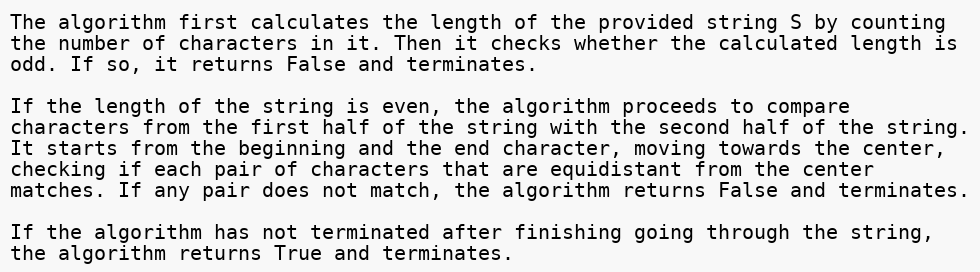 The algorithm first calculates the length of the provided string S by counting
the number of characters in it. Then it checks whether the calculated length is
odd. If so, it returns False and terminates.
If the length of the string is even, the algorithm proceeds to compare
characters from the first half of the string with the second half of the string.
It starts from the beginning and the end character, moving towards the center,
checking if each pair of characters that are equidistant from the center
matches. If any pair does not match, the algorithm returns False and terminates.
If the algorithm has not terminated after finishing going through the string,
the algorithm returns True and terminates.